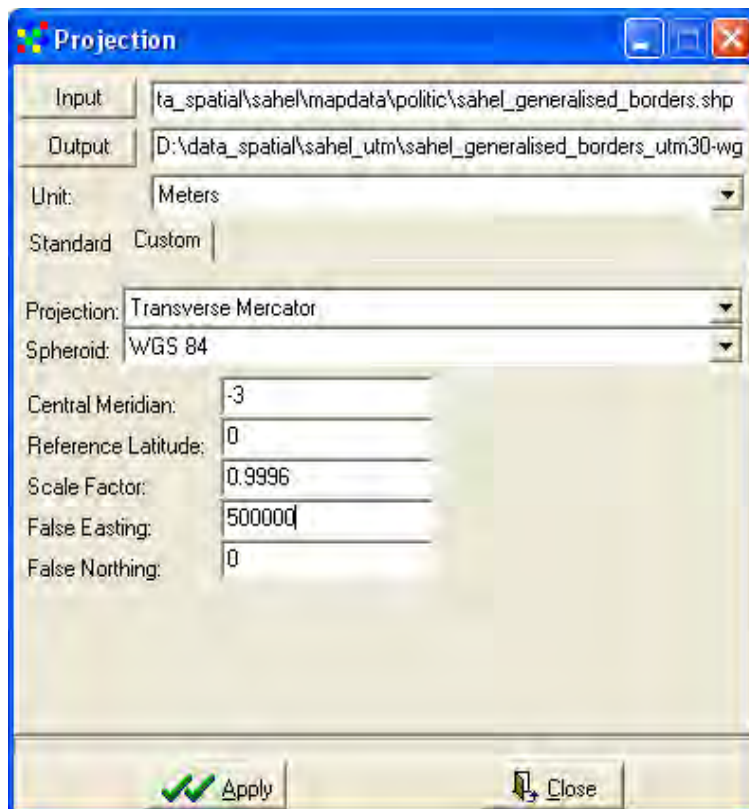 Projection
Input ta_spatial\sahel\mapdata\politic\sahel_generalised_borders.shp
Output D:\data_spatial\sahel_utm\sahel_generalised_borders_utm30-wg
Unit: Meters
Standard Custom
Projection: Transverse Mercator
Spheroid: WGS 84
Central Meridian: -3
Reference Latitude: 0
Scale Factor: 0.9996
False Easting: 500000
False Northing: 0
Apply Close